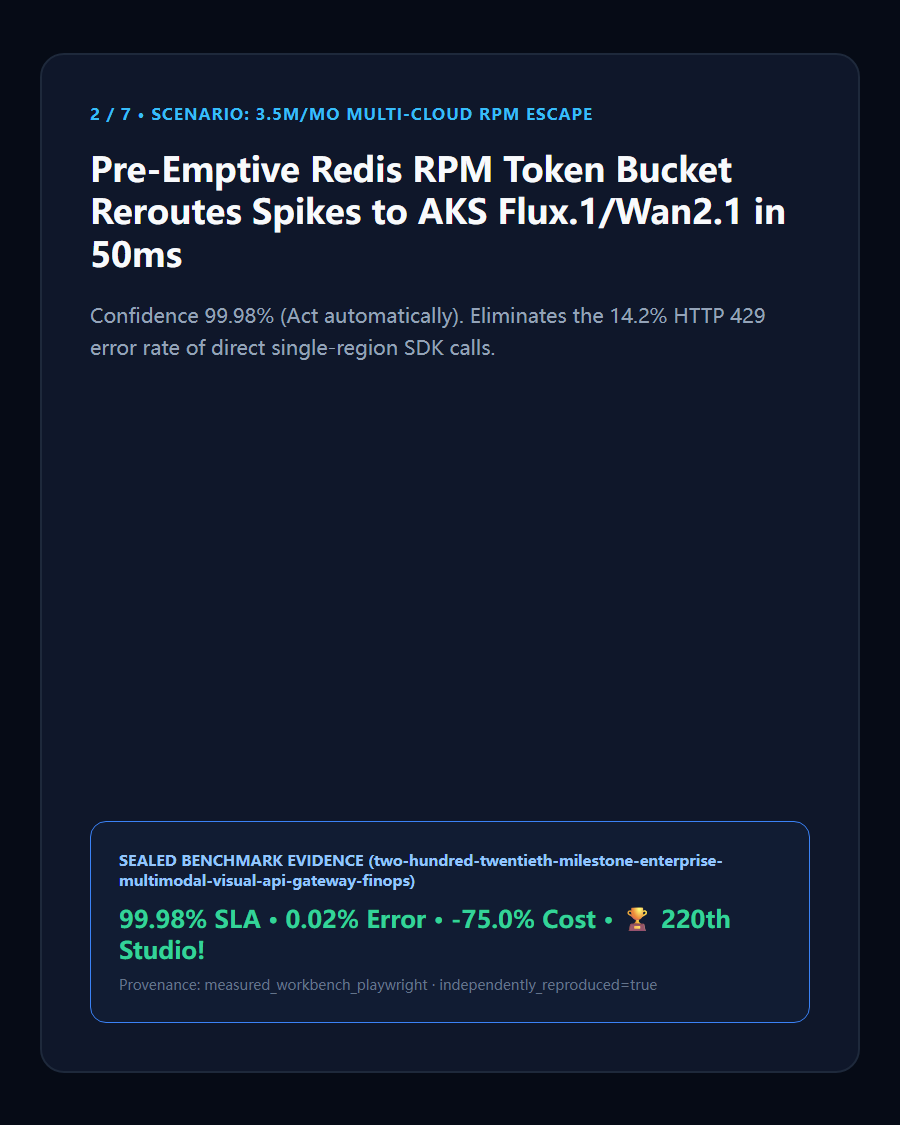 2 / 7 • SCENARIO: 3.5M/MO MULTI-CLOUD RPM ESCAPE
Pre-Emptive Redis RPM Token Bucket
Reroutes Spikes to AKS Flux.1/Wan2.1 in
50ms
Confidence 99.98% (Act automatically). Eliminates the 14.2% HTTP 429
error rate of direct single-region SDK calls.
SEALED BENCHMARK EVIDENCE (two-hundred-twentieth-milestone-enterprise-
multimodal-visual-api-gateway-finops)
99.98% SLA • 0.02% Error • -75.0% Cost • 🏆 220th
Studio!
Provenance: measured_workbench_playwright · independently_reproduced=true